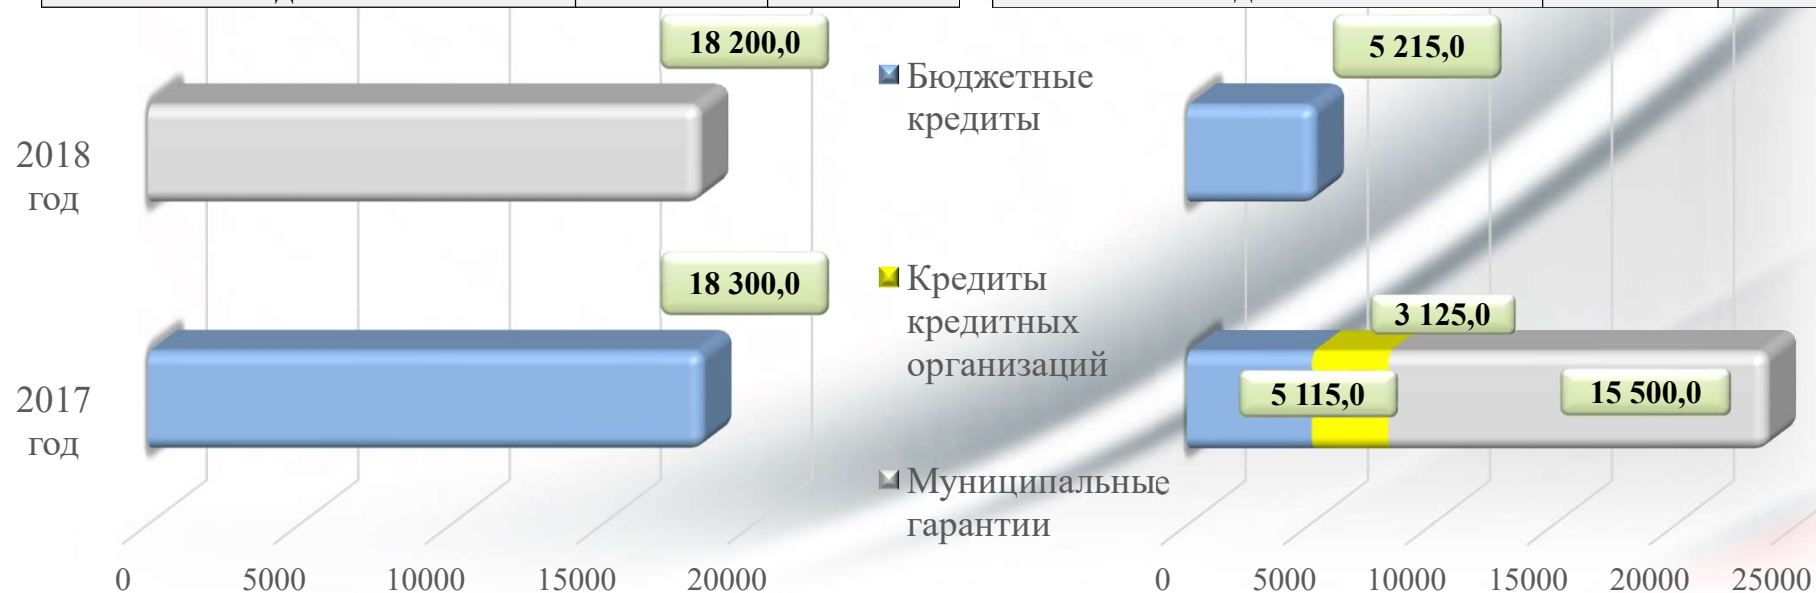 18 200,0
2018
год
18 300,0
2017
год
0 5000 10000 15000 20000
Бюджетные
кредиты
Кредиты
кредитных
организаций
Муниципальные
гарантии
5 215,0
3 125,0
5 115,0
15 500,0
0 5000 10000 15000 20000 25000